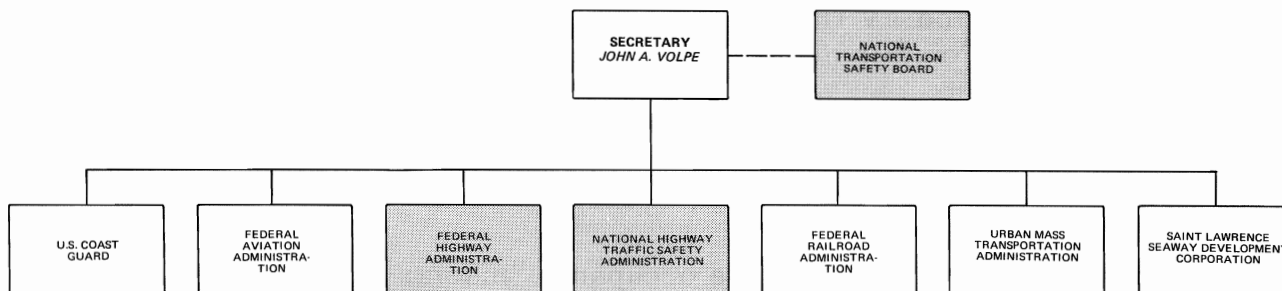 SECRETARY
JOHN A. VOLPE
NATIONAL
TRANSPORTATION
SAFETY BOARD
U.S. COAST
GUARD
FEDERAL
AVIATION
ADMINISTRA-
TION
FEDERAL
HIGHWAY
ADMINISTRA-
TION
NATIONAL HIGHWAY
TRAFFIC SAFETY
ADMINISTRATION
FEDERAL
RAILROAD
ADMINISTRA-
TION
URBAN MASS
TRANSPORTATION
ADMINISTRATION
SAINT LAWRENCE
SEAWAY DEVELOPMENT
CORPORATION